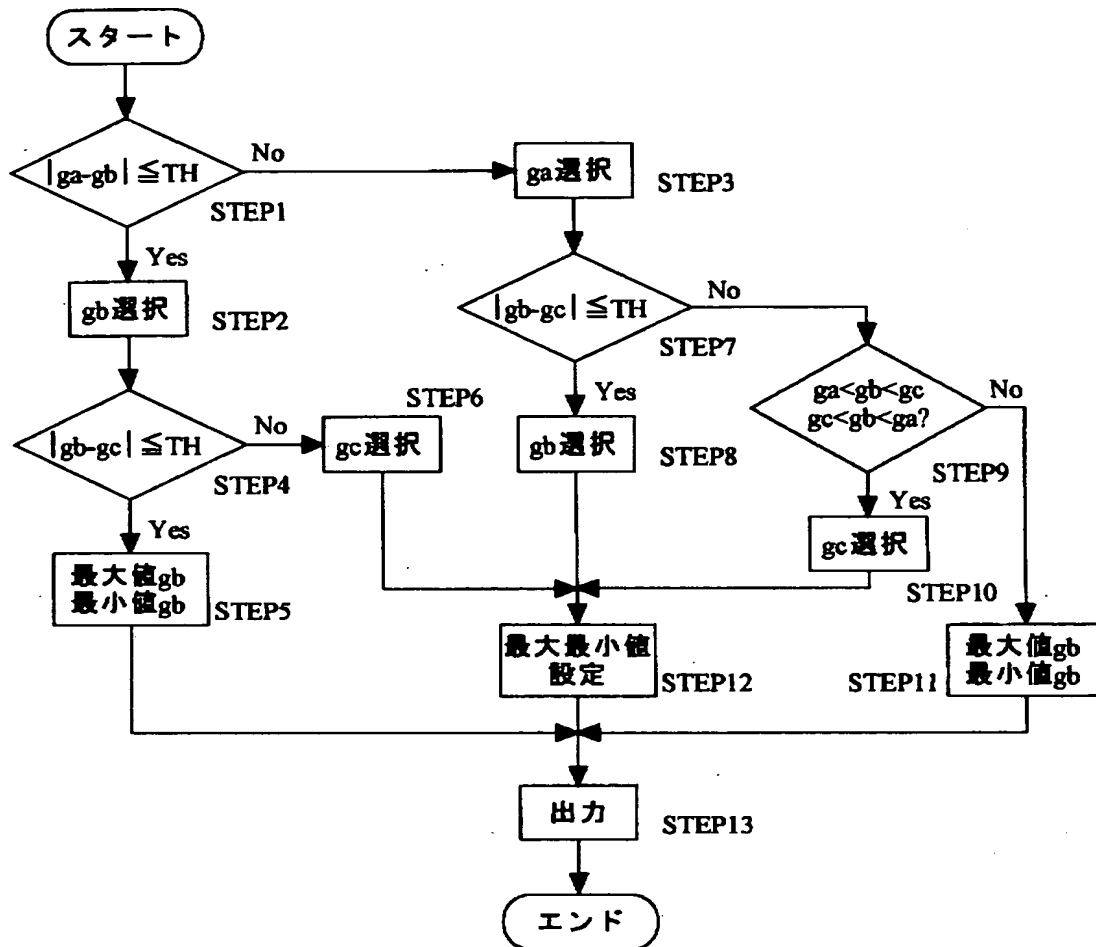 スタート
|ga-gb|≦TH
No
STEP1
Yes
ga選択
STEP3
gb選択
STEP2
|gb-gc|≦TH
No
STEP7
Yes
ga<gb<gc
gc<gb<ga?
No
STEP9
Yes
|gb-gc|≦TH
No
STEP4
Yes
STEP6
gc選択
gb選択
STEP8
gc選択
STEP10
最大値gb
最小値gb
STEP5
最大最小値
設定
STEP12
STEP11
最大値gb
最小値gb
出力
STEP13
エンド